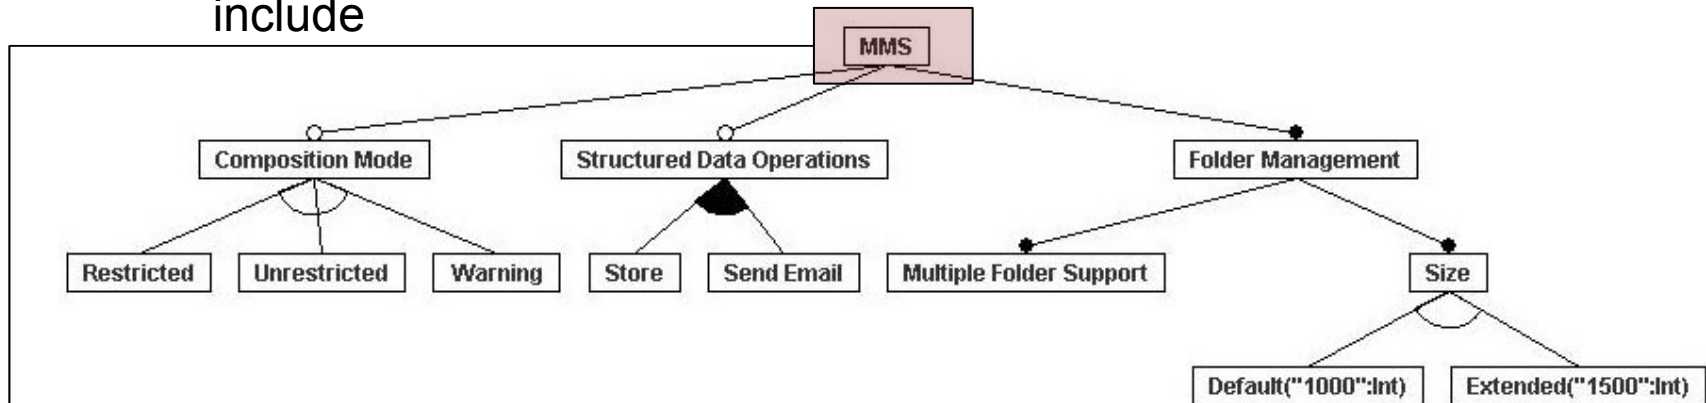 include
MMS
Composition Mode
Structured Data Operations
Folder Management
Restricted
Unrestricted
Warning
Store
Send Email
Multiple Folder Support
Size
Default("1000":Int)
Extended("1500":Int)